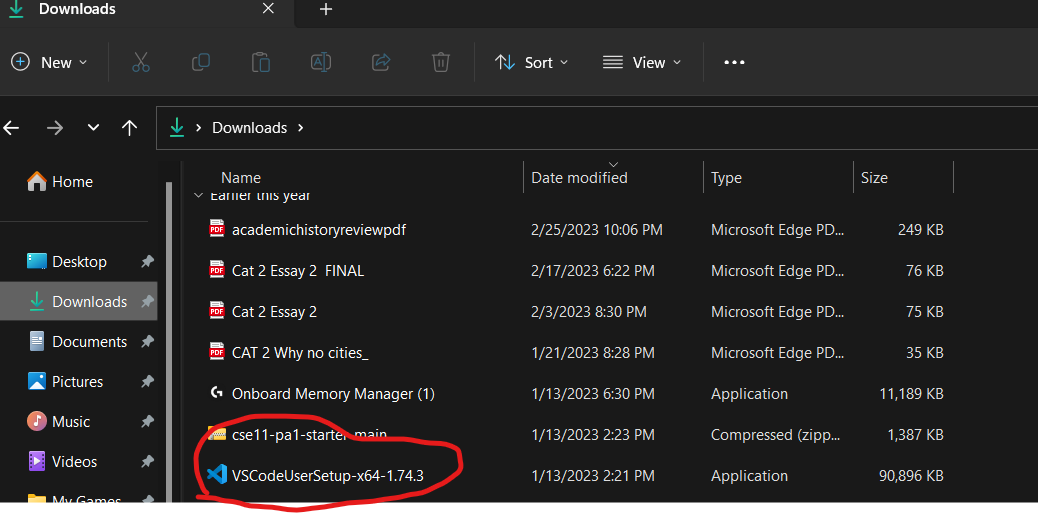 Downloads
New
Sort
View
Downloads
Home
Desktop
Downloads
Documents
Pictures
Music
Videos
My Games
Name Date modified Type Size
Earlier this year
academichistoryreviewpdf 2/25/2023 10:06 PM Microsoft Edge PD... 249 KB
Cat 2 Essay 2 FINAL 2/17/2023 6:22 PM Microsoft Edge PD... 76 KB
Cat 2 Essay 2 2/3/2023 8:30 PM Microsoft Edge PD... 75 KB
CAT 2 Why no cities_ 1/21/2023 8:28 PM Microsoft Edge PD... 35 KB
Onboard Memory Manager (1) 1/13/2023 6:30 PM Application 11,189 KB
cse11-pa1-starter-main 1/13/2023 2:23 PM Compressed (zipp... 1,387 KB
VSCodeUserSetup-x64-1.74.3 1/13/2023 2:21 PM Application 90,896 KB